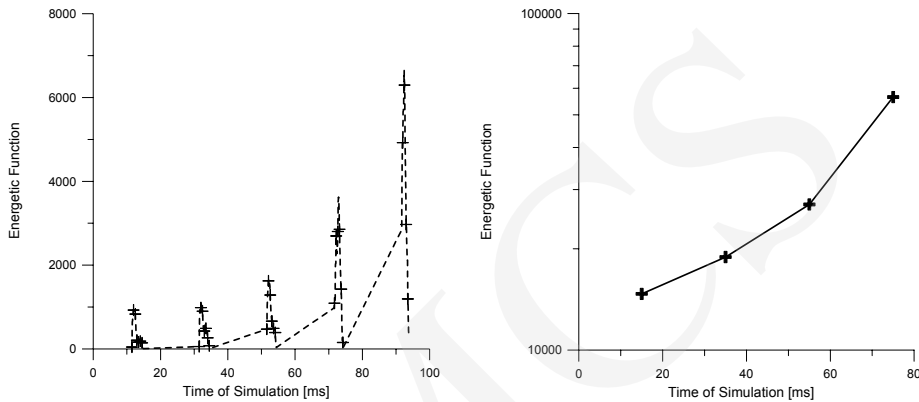 8000
6000
4000
2000
0
Energetic Function
0 20 40 60 80 100
Time of Simulation [ms]
100000
10000
Energetic Function
0 20 40 60 80
Time of Simulation [ms]
MCS